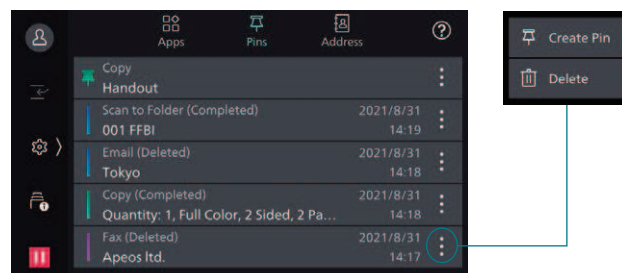 Apps
Pins
Address
Copy
Handout
Scan to Folder (Completed)
2021/8/31
001 FFBI
14:19
Email (Deleted)
2021/8/31
Tokyo
14:18
Copy (Completed)
2021/8/31
Quantity: 1, Full Color, 2 Sided, 2 Pa...
14:18
Fax (Deleted)
2021/8/31
Apeos ltd.
14:17
Create Pin
Delete